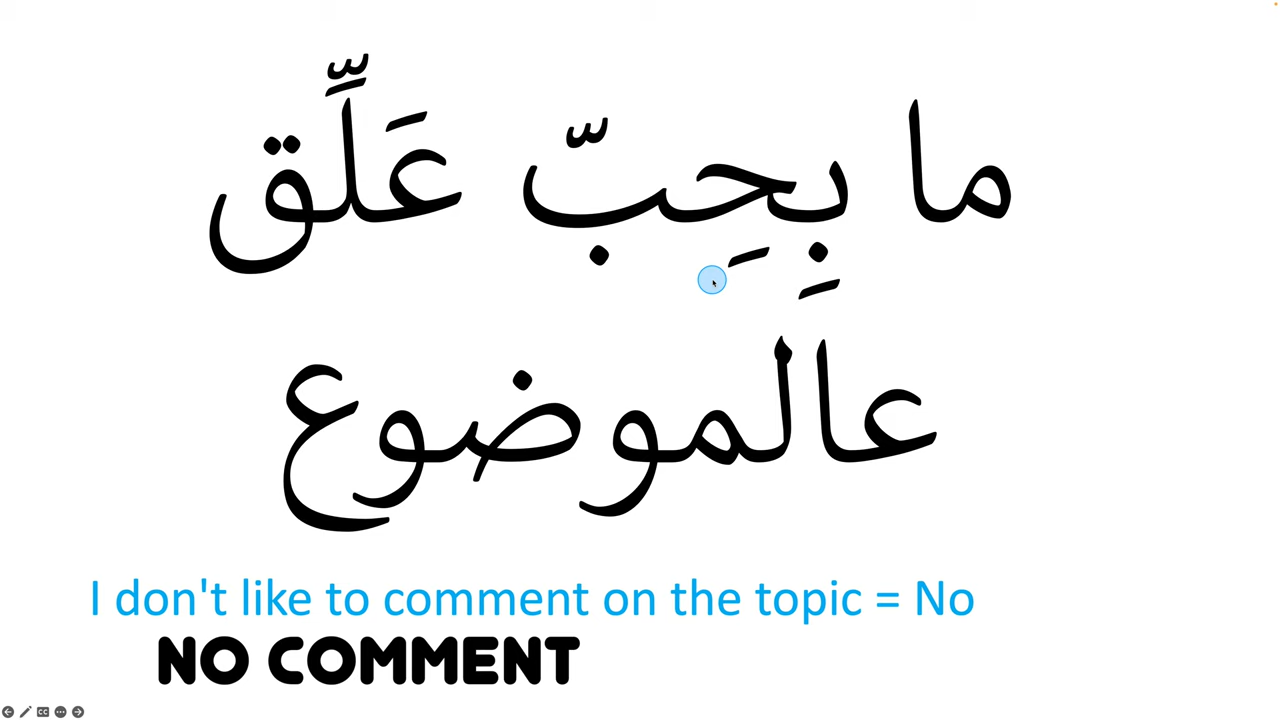 ما بِحِبّ عَلِّق
عالموضوع
I don't like to comment on the topic = No
NO COMMENT